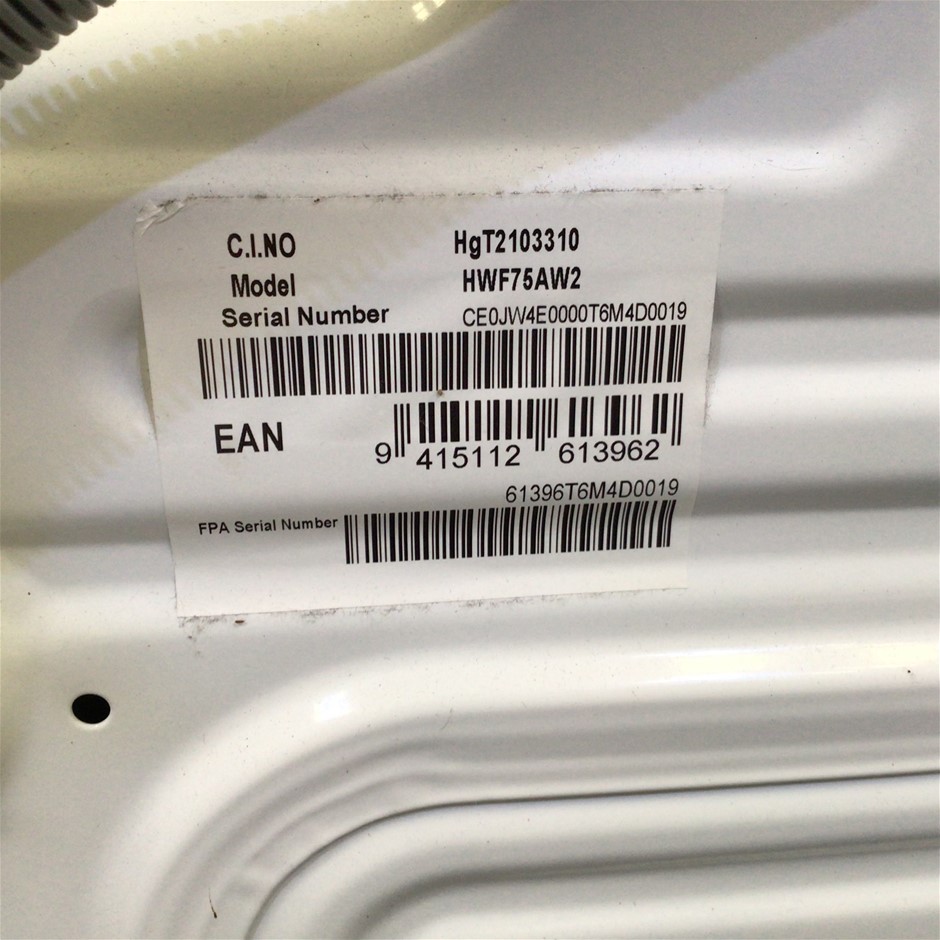 C.I.NO HgT2103310
Model HWF75AW2
Serial Number CE0JW4E0000T6M4D0019
EAN 9 415112 613962
61396T6M4D0019
FPA Serial Number